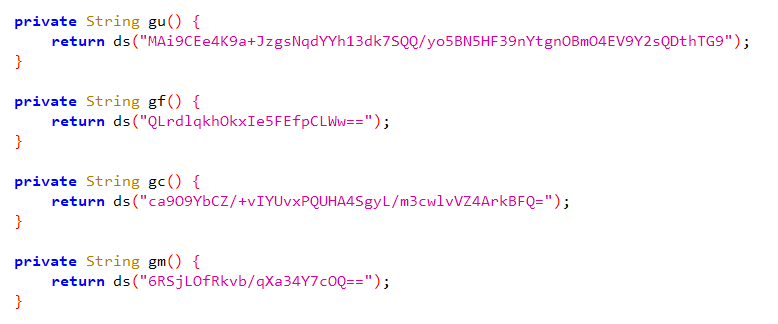 private String gu() {
    return ds("MAi9CEe4K9a+JzgsNqdYYh13dk7SQQ/yo5BN5HF39nYtgnOBmO4EV9Y2sQDthTG9");
}
private String gf() {
    return ds("QLrdlqkhOkxIe5FEfpCLWw==");
}
private String gc() {
    return ds("ca9O9YbCZ/+vIYUvxPQUHA4SgyL/m3cwlvVZ4ArkBFQ=");
}
private String gm() {
    return ds("6RSjLOfRkvb/qXa34Y7cOQ==");
}